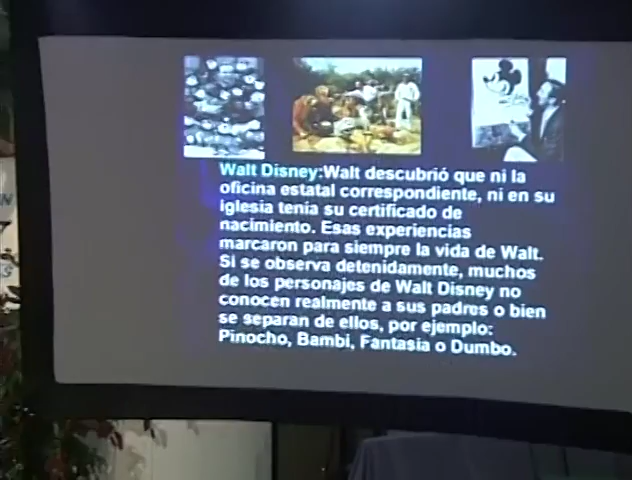 Walt Disney:Walt descubrió que ni la
oficina estatal correspondiente, ni en su
iglesia tenía su certificado de
nacimiento. Esas experiencias
marcaron para siempre la vida de Walt.
Si se observa detenidamente, muchos
de los personajes de Walt Disney no
conocen realmente a sus padres o bien
se separan de ellos, por ejemplo:
Pinocho, Bambi, Fantasia o Dumbo.